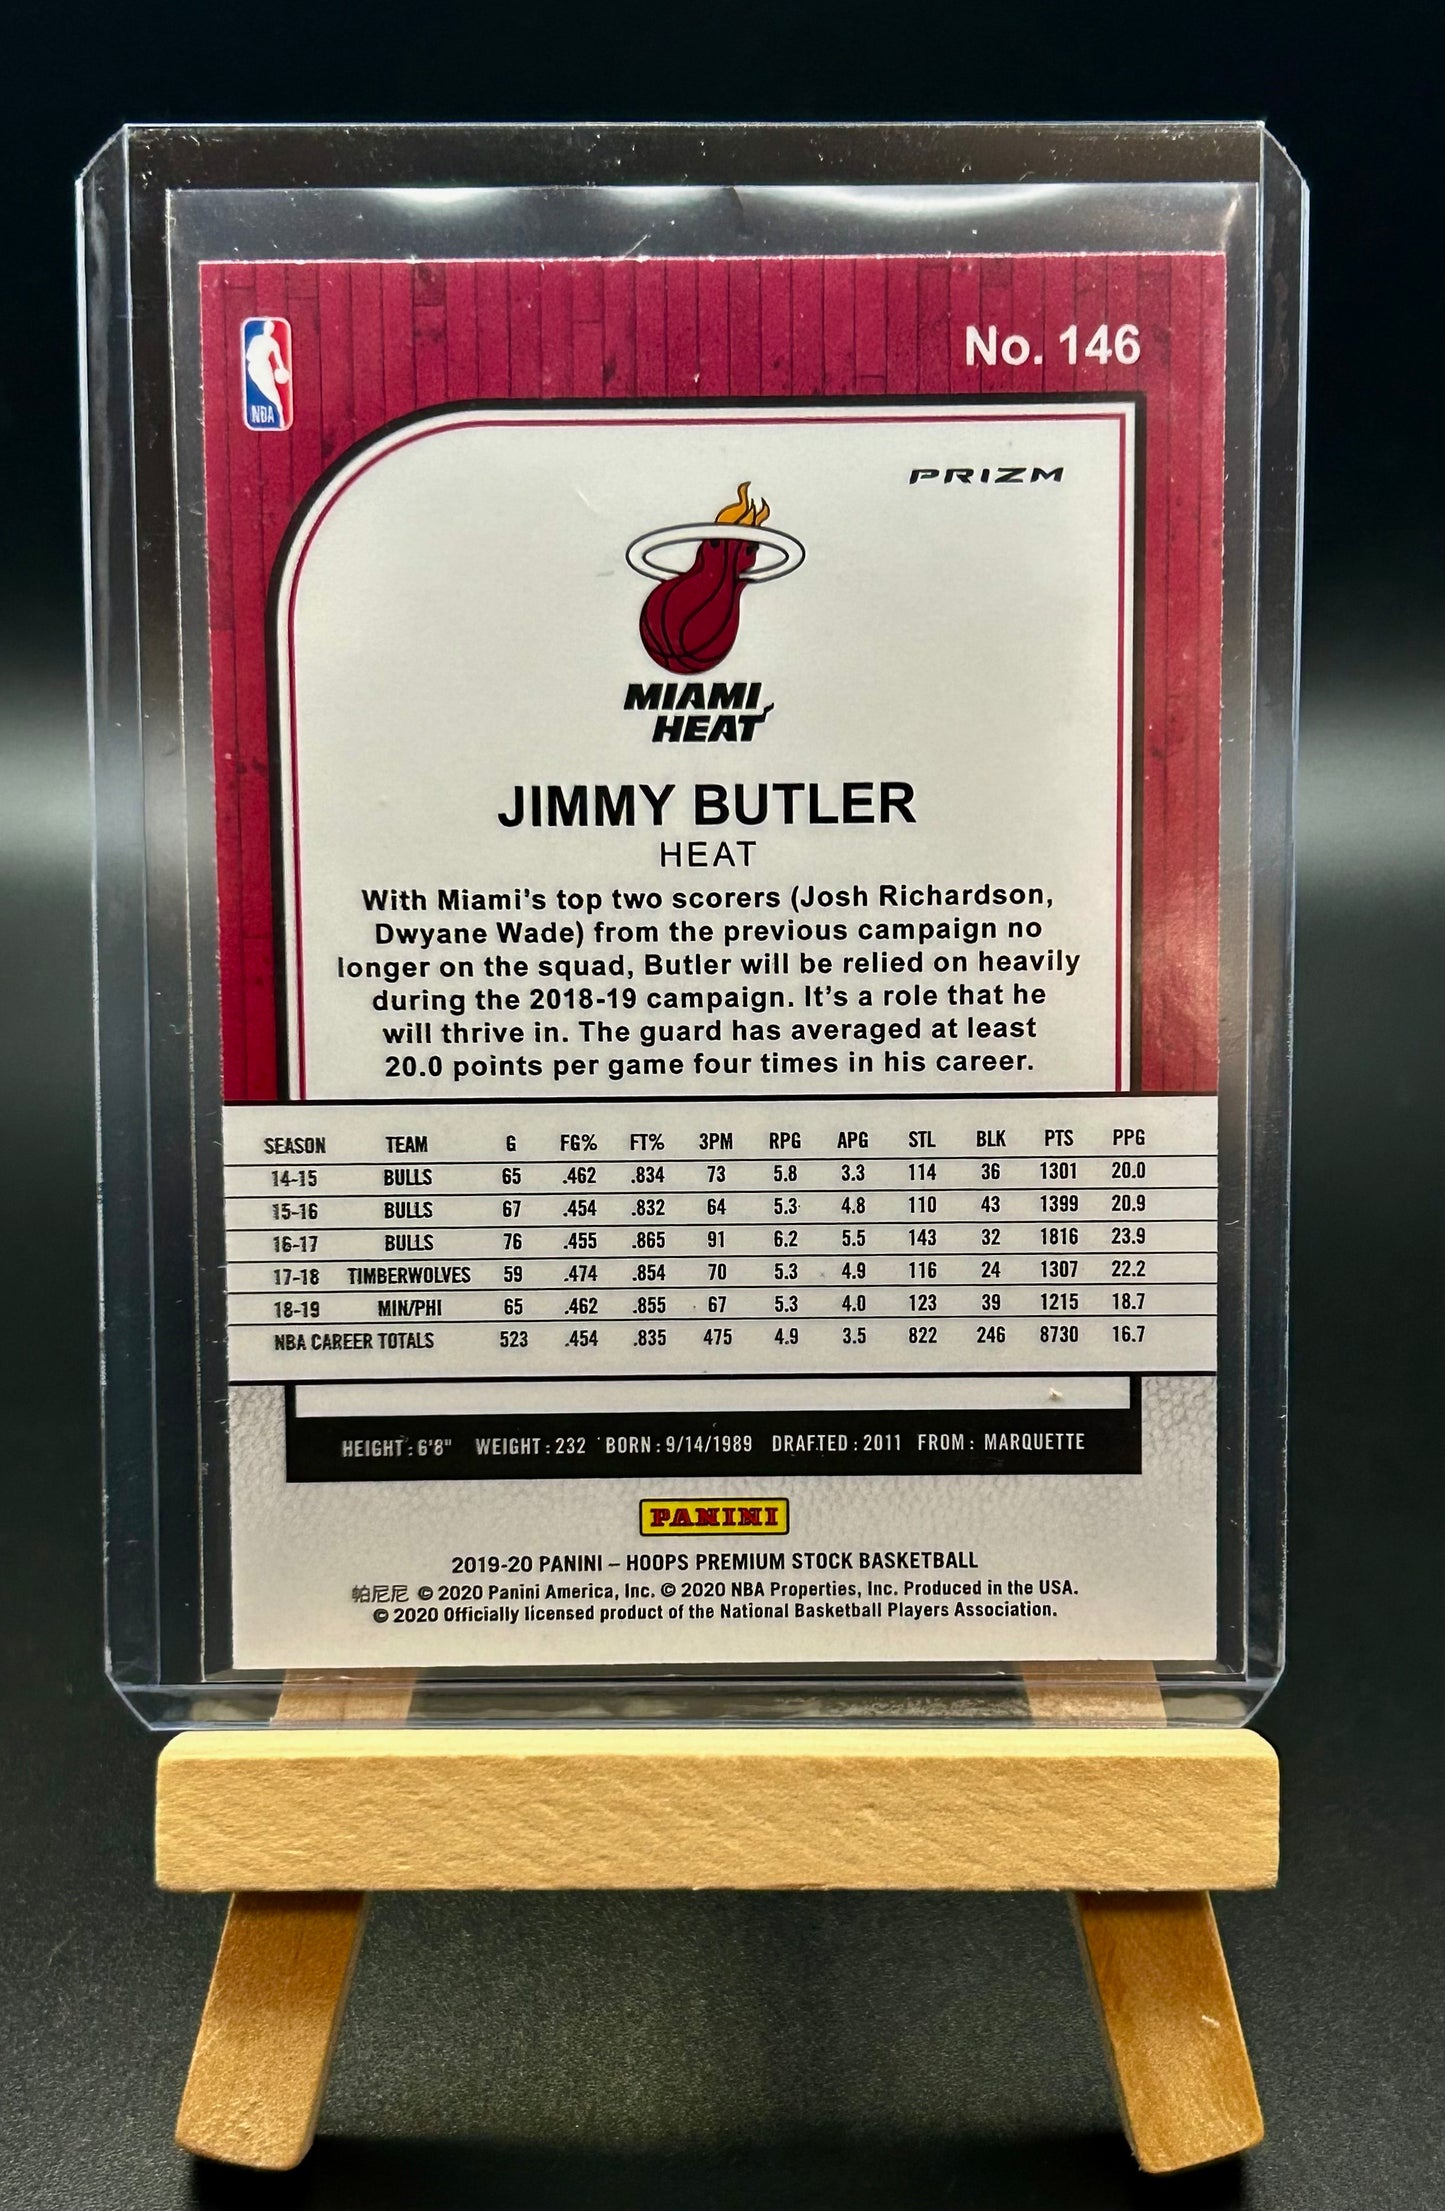 No. 146
NBA
PRIZM
MIAMI
HEAT
JIMMY BUTLER
HEAT
With Miami's top two scorers (Josh Richardson,
Dwyane Wade) from the previous campaign no
longer on the squad, Butler will be relied on heavily
during the 2018-19 campaign. It's a role that he
will thrive in. The guard has averaged at least
20.0 points per game four times in his career.
SEASON TEAM G FG% FT% 3PM RPG APG STL BLK PTS PPG
14-15 BULLS 65 .462 .834 73 5.8 3.3 114 36 1301 20.0
15-16 BULLS 67 .454 .832 64 5.3 4.8 110 43 1399 20.9
16-17 BULLS 76 .455 .865 91 6.2 5.5 143 32 1816 23.9
17-18 TIMBERWOLVES 59 .474 .854 70 5.3 4.9 116 24 1307 22.2
18-19 MIN/PHI 65 .462 .855 67 5.3 4.0 123 39 1215 18.7
NBA CAREER TOTALS 523 .454 .835 475 4.9 3.5 822 246 8730 16.7
HEIGHT: 6'8" WEIGHT: 232 BORN: 9/14/1989 DRAFTED: 2011 FROM: MARQUETTE
PANINI
2019-20 PANINI – HOOPS PREMIUM STOCK BASKETBALL
帕尼尼 © 2020 Panini America, Inc. © 2020 NBA Properties, Inc. Produced in the USA.
© 2020 Officially licensed product of the National Basketball Players Association.